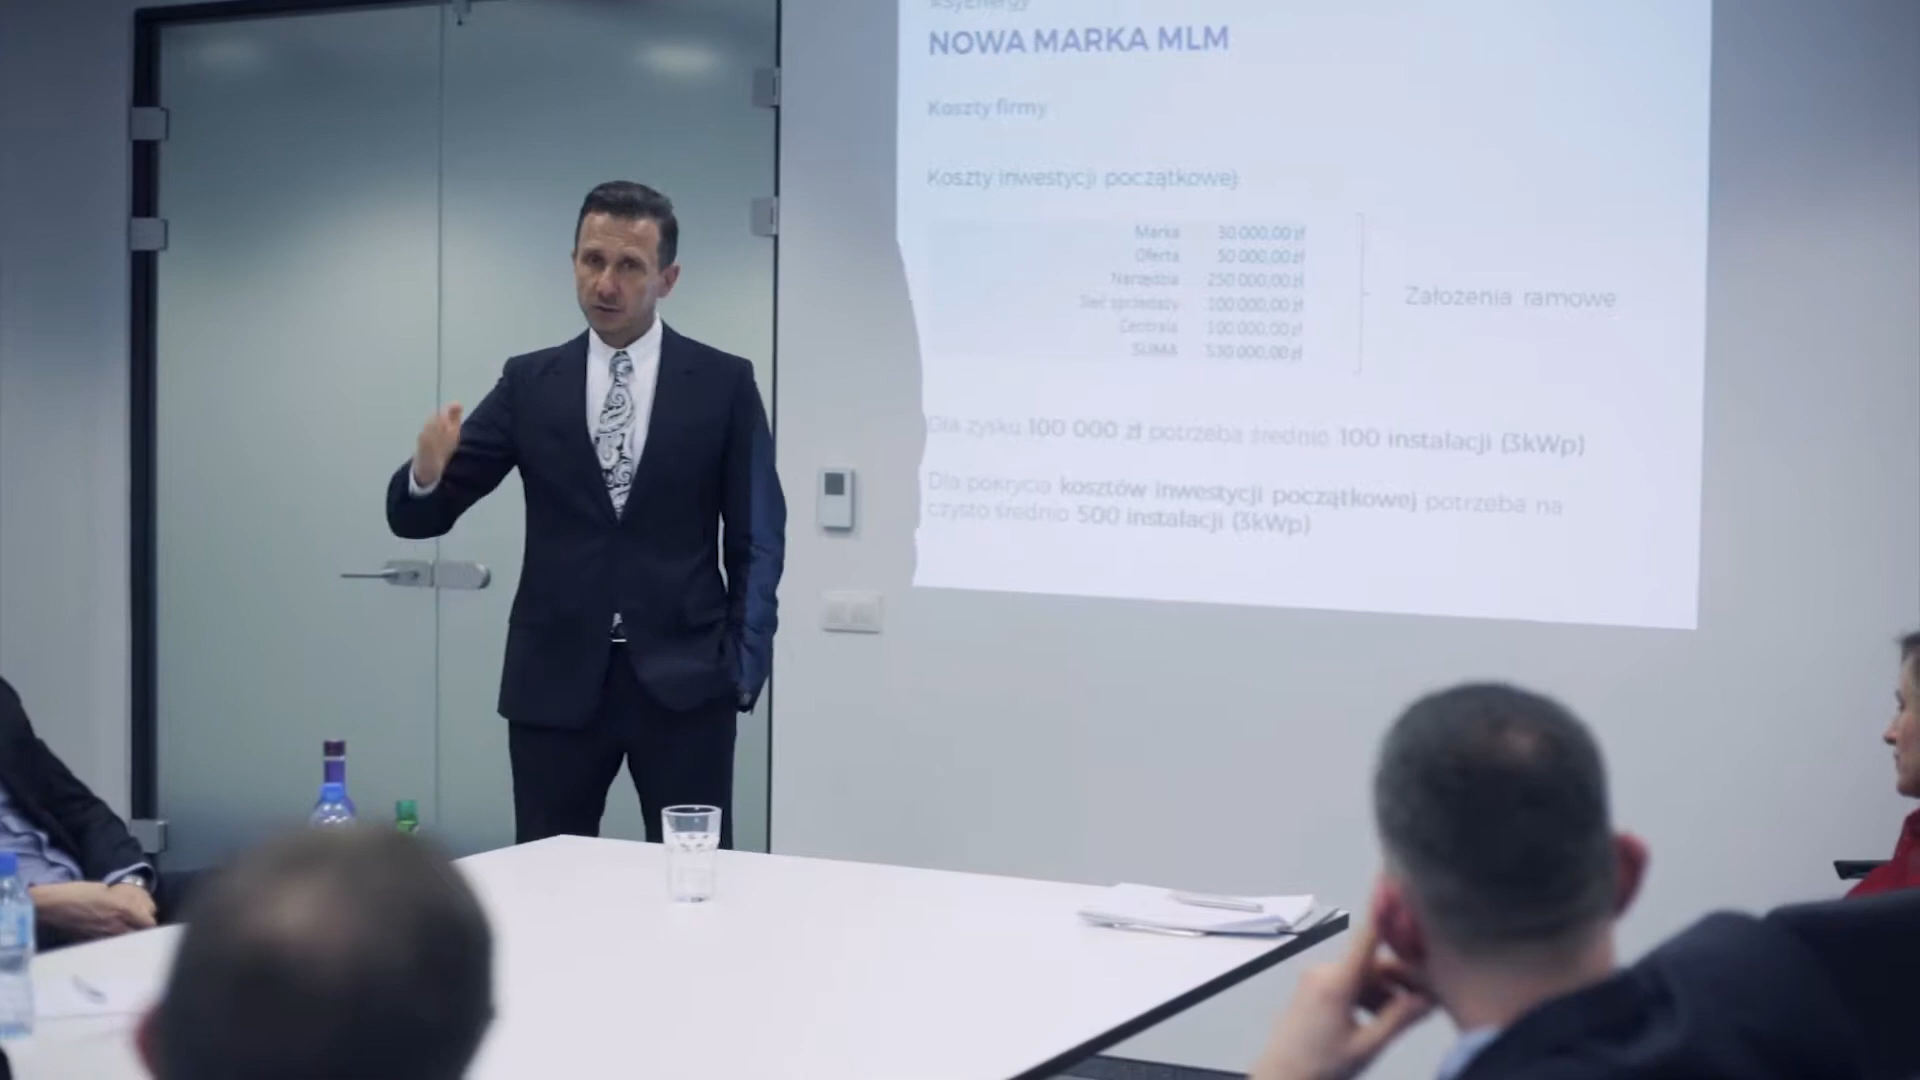 #SyEnergy
NOWA MARKA MLM
Koszty firmy
Koszty inwestycji początkowej:
Marka 30 000,00 zł
Oferta 50 000,00 zł
Narzędzia 250 000,00 zł
Sieć sprzedaży 100 000,00 zł
Centrala 100 000,00 zł
SUMA 530 000,00 zł
Założenia ramowe
Dla zysku 100 000 zł potrzeba średnio 100 instalacji (3kWp)
Dla pokrycia kosztów inwestycji początkowej potrzeba na
czysto średnio 500 instalacji (3kWp)